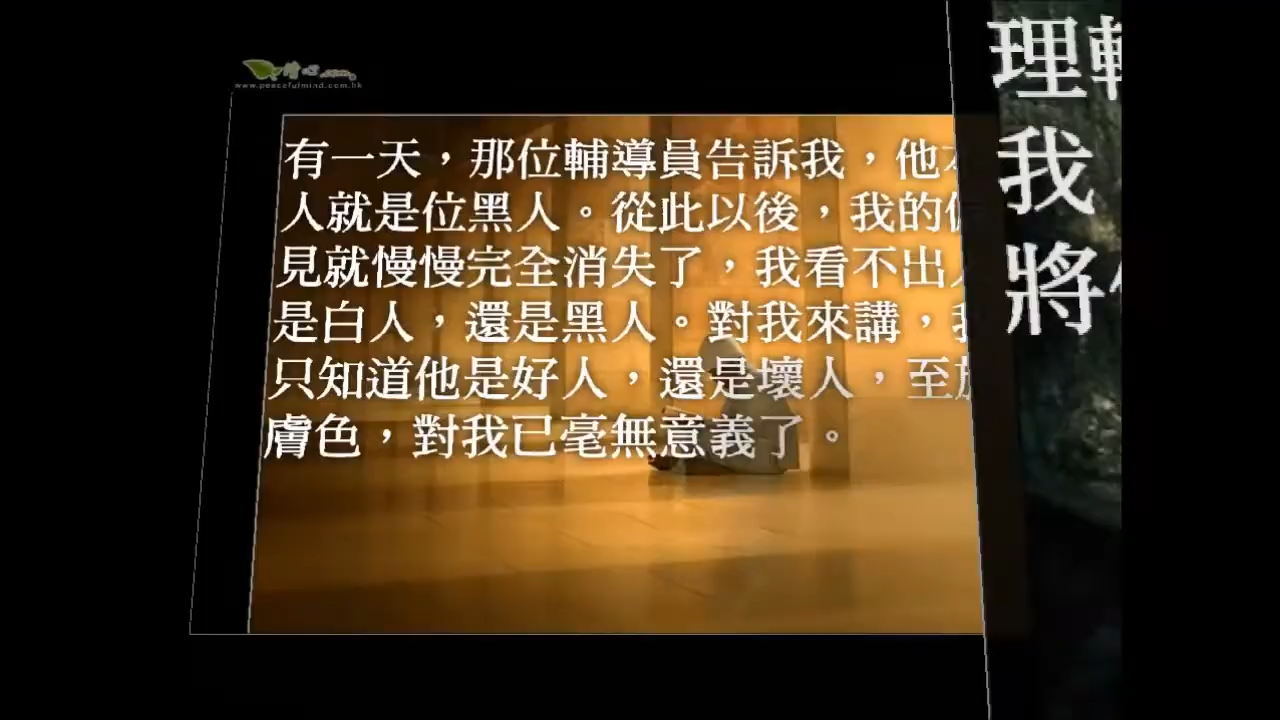 www.peacefulmind.com.hk
有一天，那位輔導員告訴我，他
人就是位黑人。從此以後，我的
見就慢慢完全消失了，我看不出
是白人，還是黑人。對我來講，
只知道他是好人，還是壞人，至
膚色，對我已毫無意義了。
理
我
將